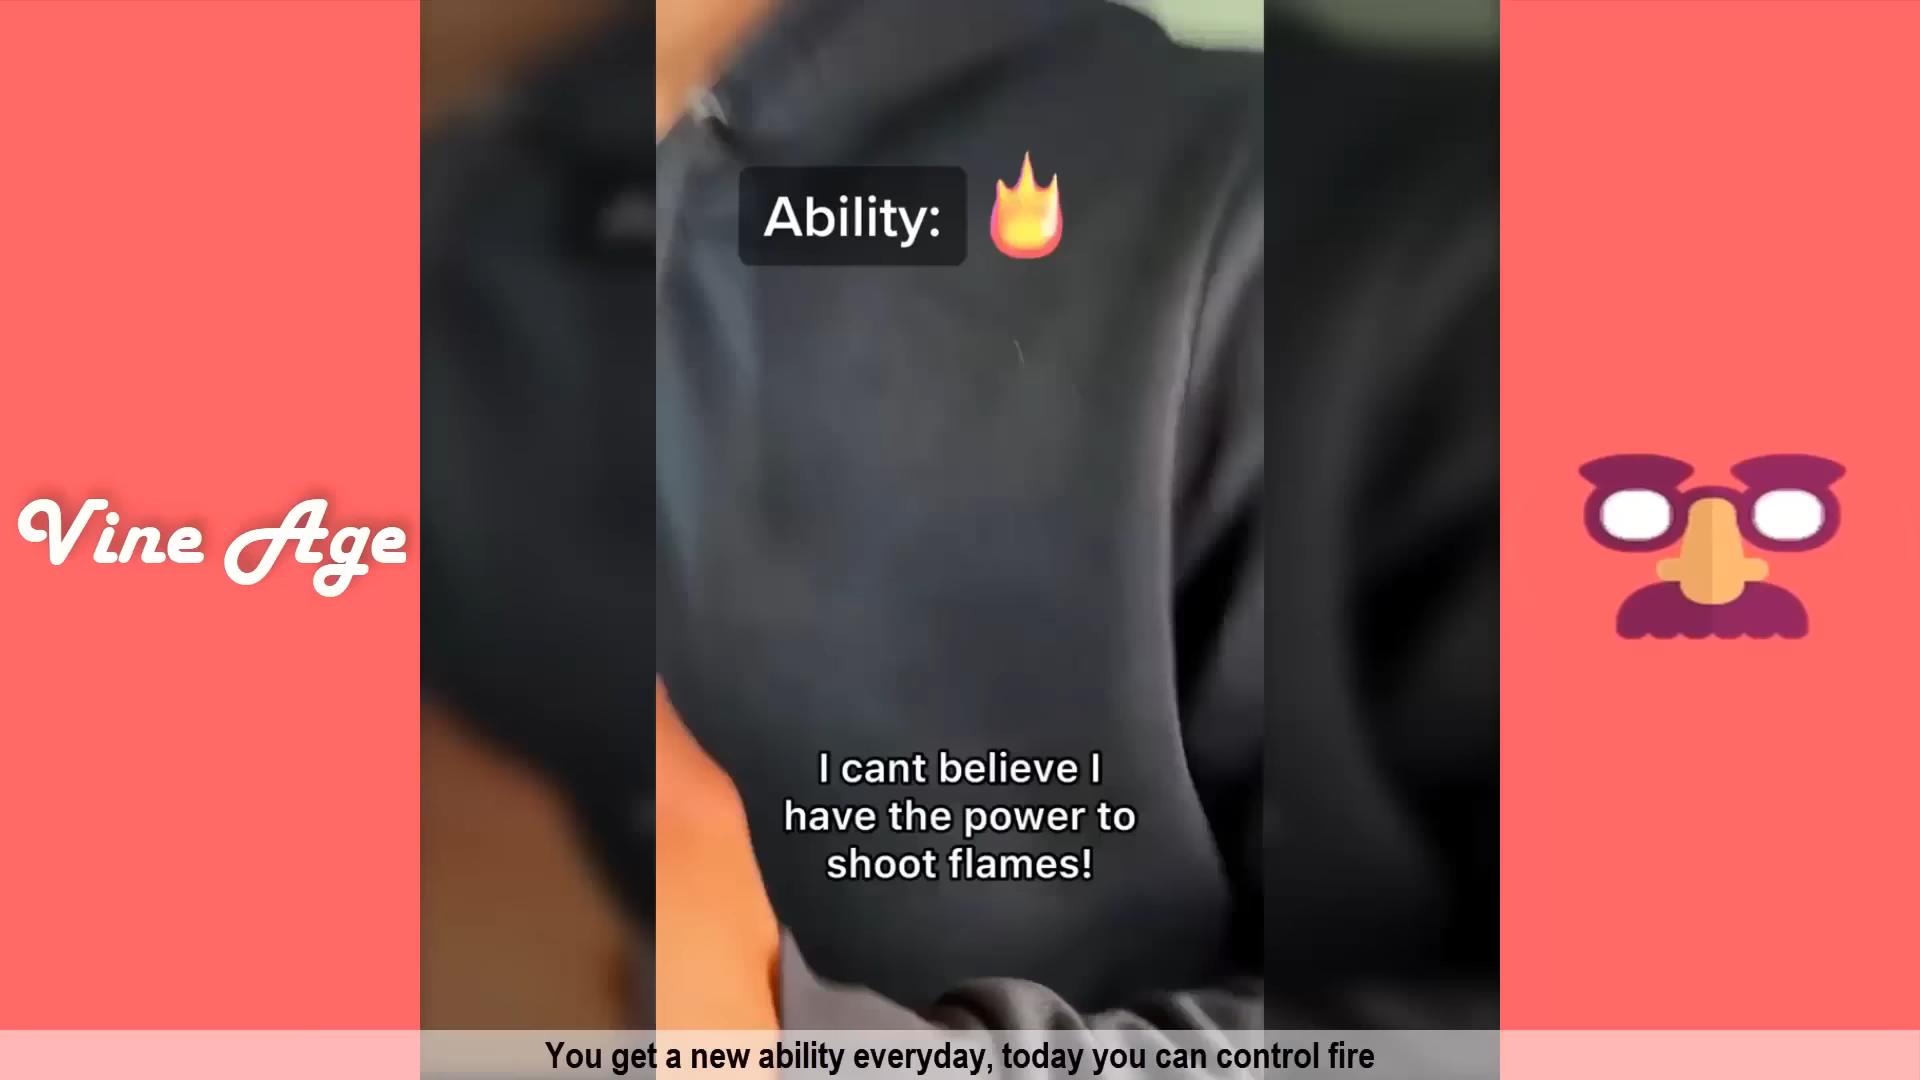 Ability:
Vine Age
I cant believe I
have the power to
shoot flames!
You get a new ability everyday, today you can control fire